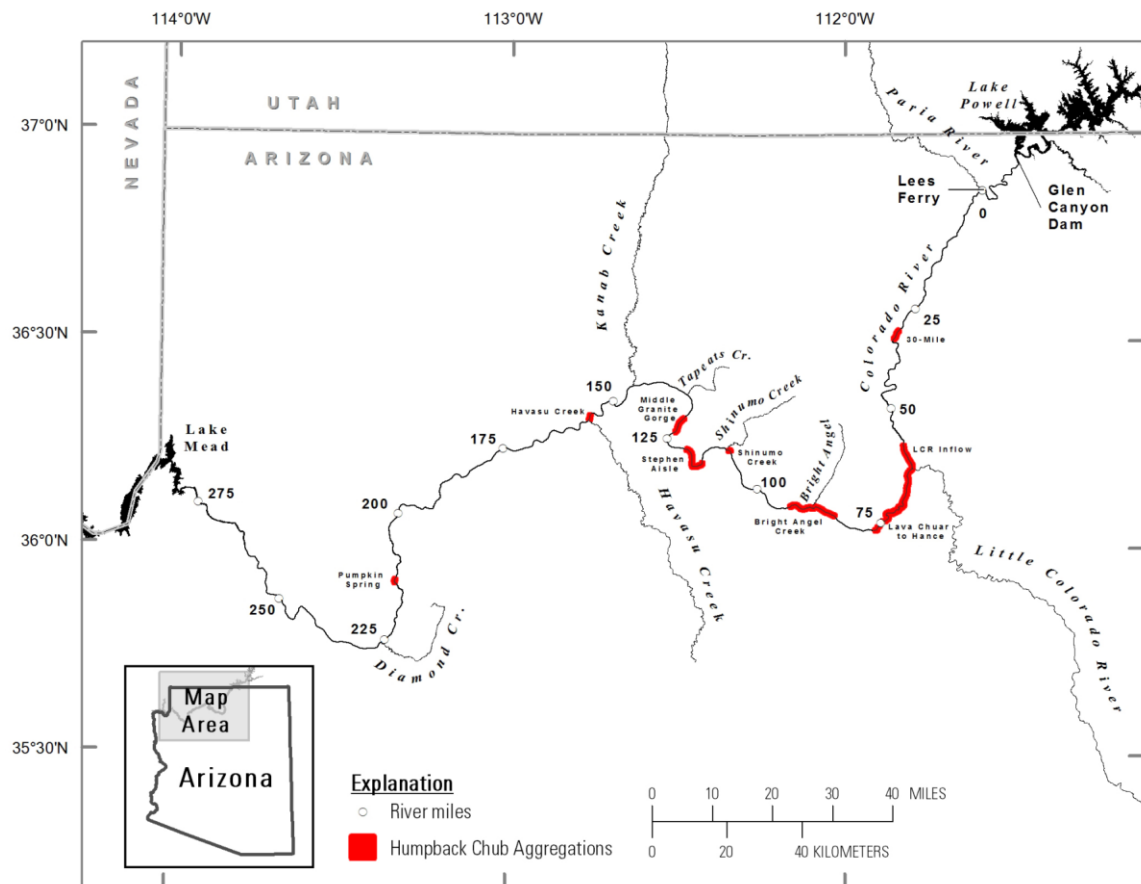 114°0'W
113°0'W
112°0'W
37°0'N
36°30'N
36°0'N
35°30'N
NEVADA
UTAH
ARIZONA
Paria River
Lake
Powell
Lees
Ferry
0
Glen
Canyon
Dam
Kanab Creek
Colorado River
25
30-Mile
50
LCR Inflow
Tapeats Cr.
150
Middle
Granite
Gorge
Shinumo Creek
Havasu Creek
125
Stephen
Aisle
Shinumo
Creek
Bright Angel
100
175
Lake
Mead
275
200
Bright Angel
Creek
75
Lava Chuar
to Hance
Havasu Creek
Little Colorado River
Pumpkin
Spring
250
225
Diamond Cr.
Map
Area
Arizona
Explanation
River miles
Humpback Chub Aggregations
0 10 20 30 40 MILES
0 20 40 KILOMETERS